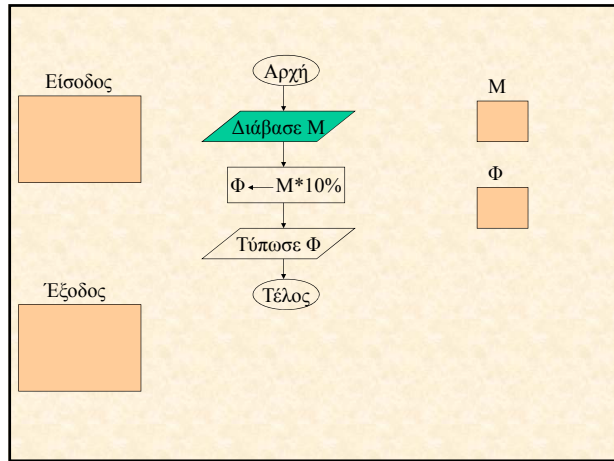 Είσοδος
Αρχή
Μ
Διάβασε Μ
Φ ← Μ*10%
Φ
Τύπωσε Φ
Έξοδος
Τέλος